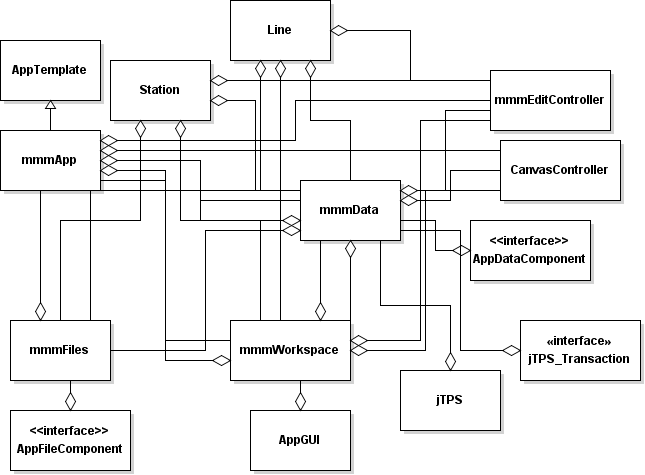 Line
AppTemplate
Station
mmmEditController
mmmApp
CanvasController
mmmData
<<interface>>
AppDataComponent
mmmFiles
mmmWorkspace
«interface»
jTPS_Transaction
jTPS
<<interface>>
AppFileComponent
AppGUI